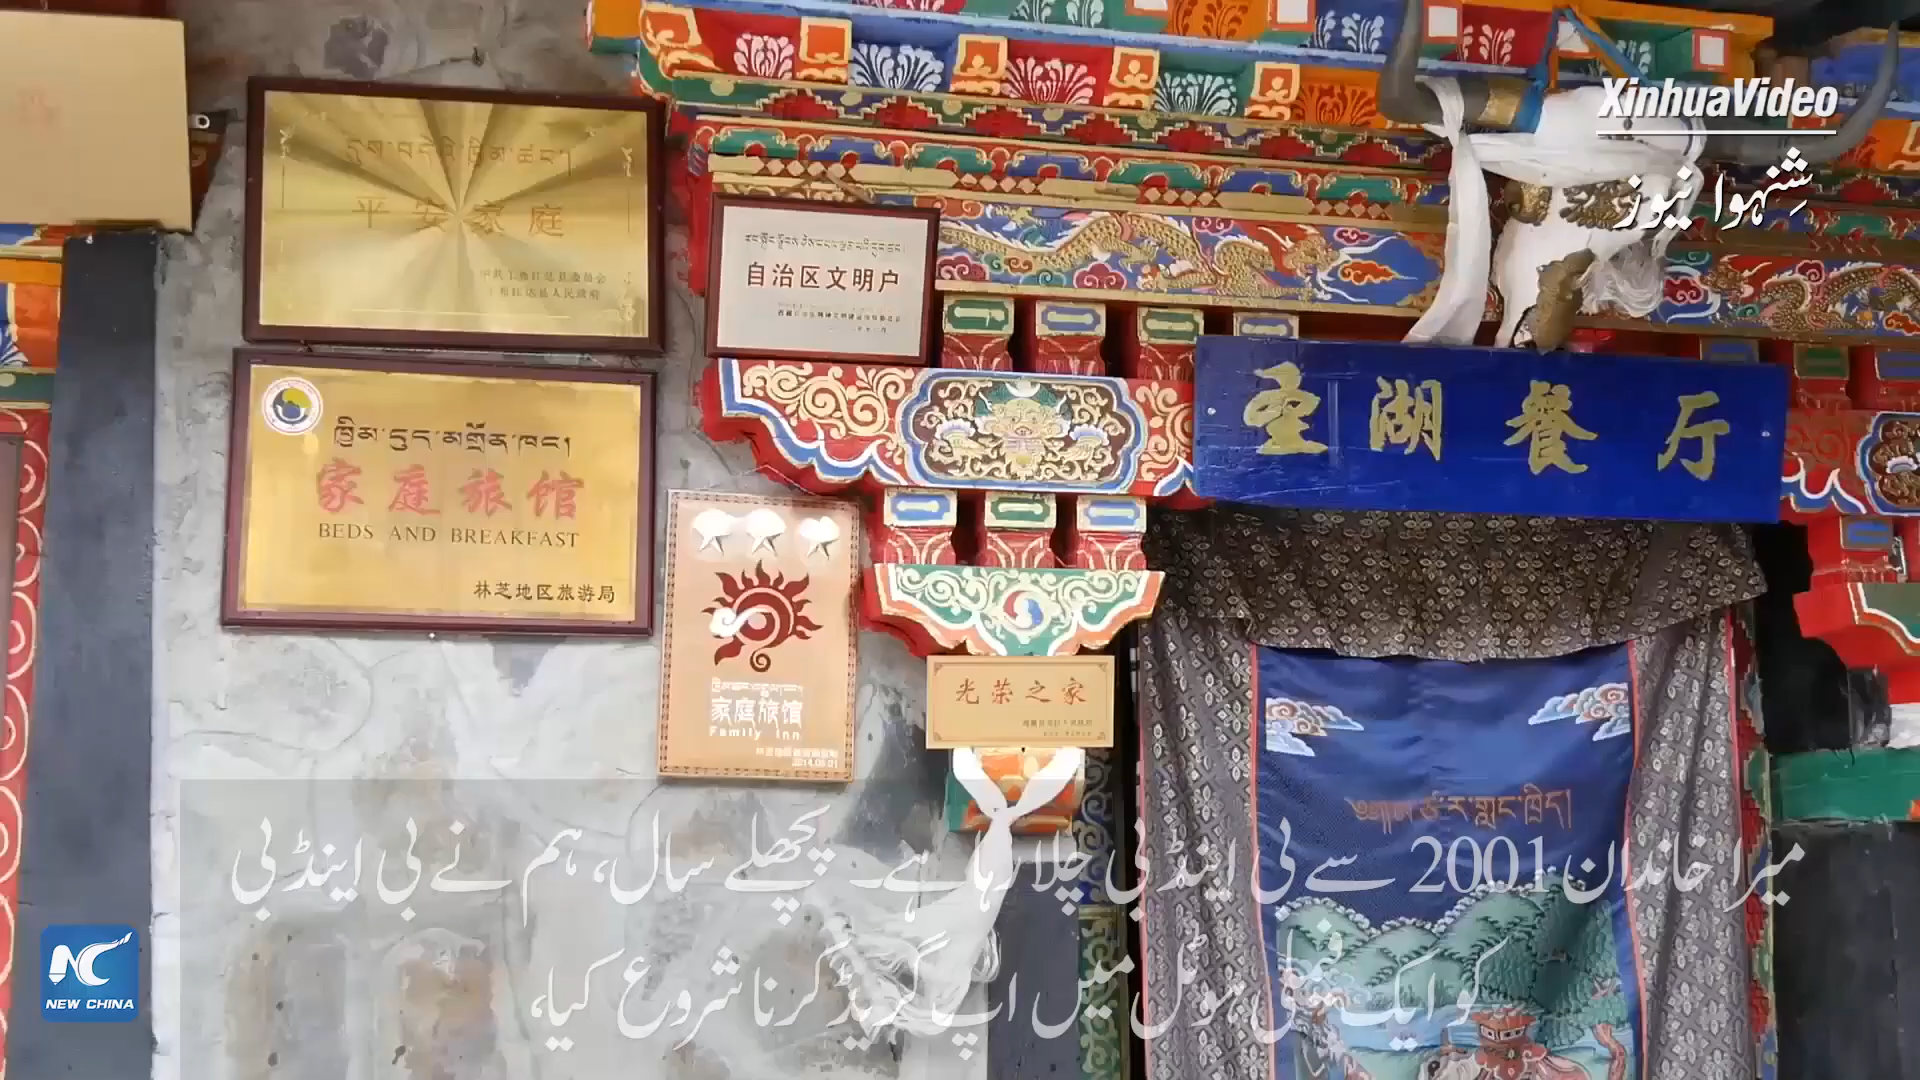 XinhuaVideo
شِنہوا نیوز
平安家庭
自治区文明户
圣湖餐厅
ཁྱིམ་དུད་མགྲོན་ཁང།
家庭旅馆
BEDS AND BREAKFAST
林芝地区旅游局
家庭旅馆
Family Inn
光荣之家
میرا خاندان 2001 سے بی اینڈ بی چلا رہا ہے۔ پچھلے سال، ہم نے بی اینڈ بی
کو ایک فیملی ہوٹل میں اپ گریڈ کرنا شروع کیا،
NEW CHINA